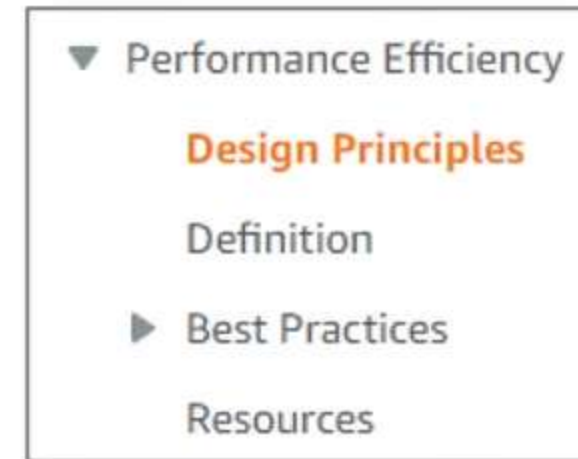 Performance Efficiency
Design Principles
Definition
Best Practices
Resources